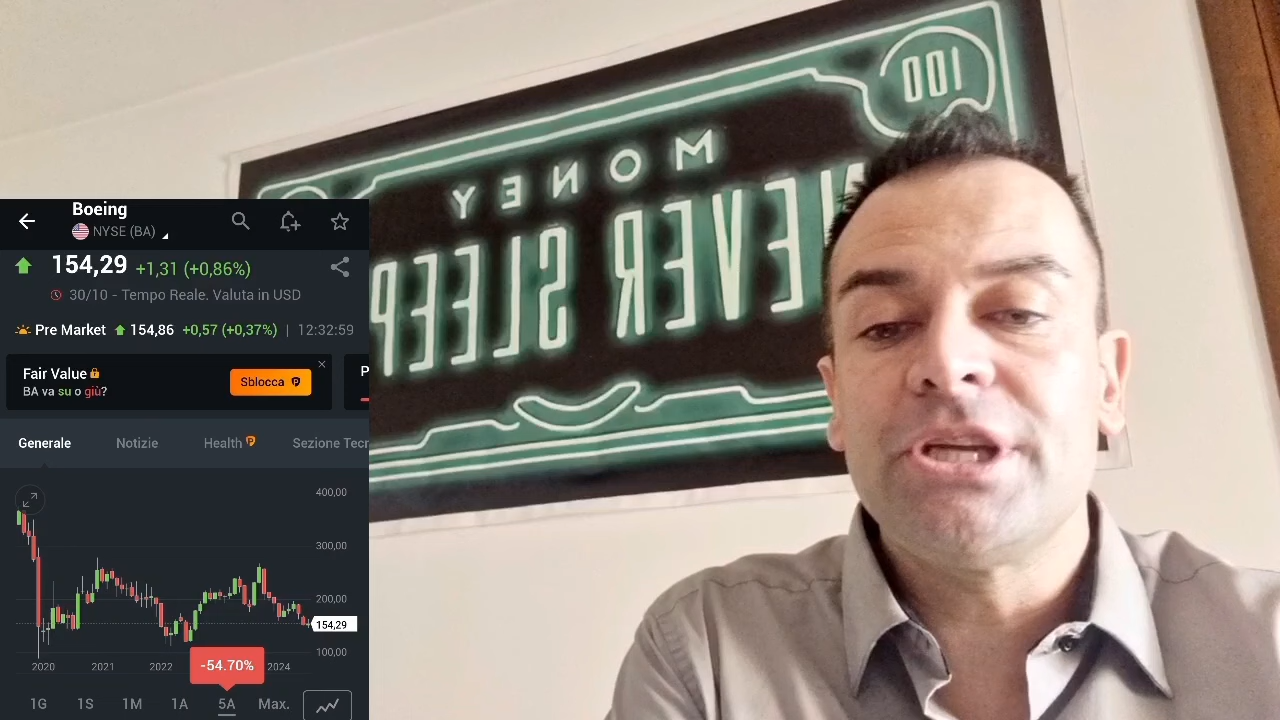 100
MONEY
NEVER SLEEP
Boeing
NYSE (BA)
154,29 +1,31 (+0,86%)
30/10 - Tempo Reale. Valuta in USD
Pre Market 154,86 +0,57 (+0,37%) | 12:32:59
Fair Value
BA va su o giù?
Sblocca
P
P
Generale Notizie Health Sezione Tecr
400,00
300,00
200,00
154,29
100,00
-54.70%
2020 2021 2022 2024
1G 1S 1M 1A 5A Max.